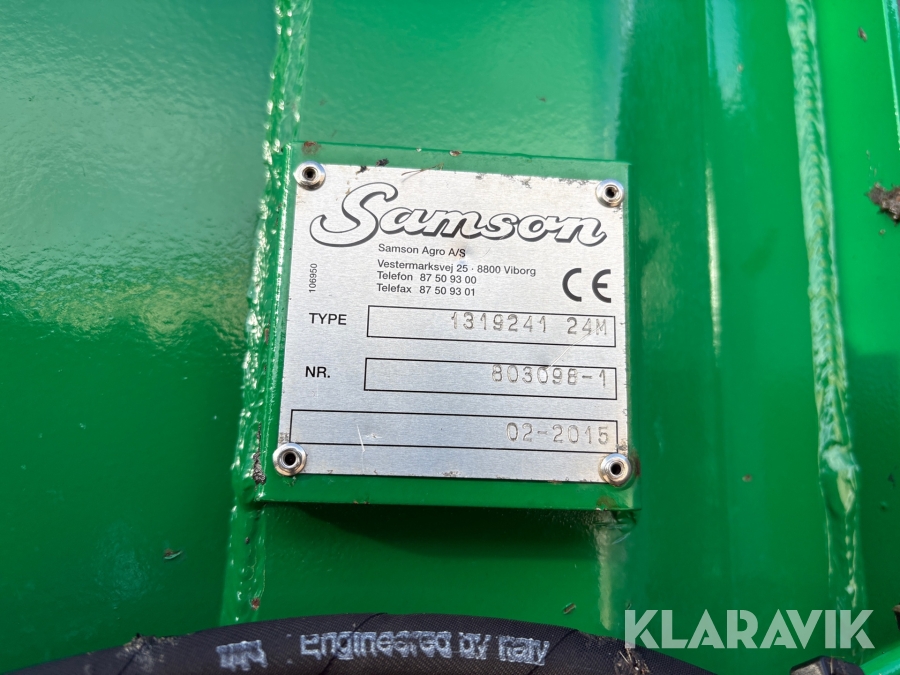 Samson
Samson Agro A/S
Vestermarksvej 25 · 8800 Viborg
Telefon 87 50 93 00
Telefax 87 50 93 01
CE
106950
TYPE 1319241 24M
NR. 803098-1
02-2015
Engineered by Italy
KLARAVIK